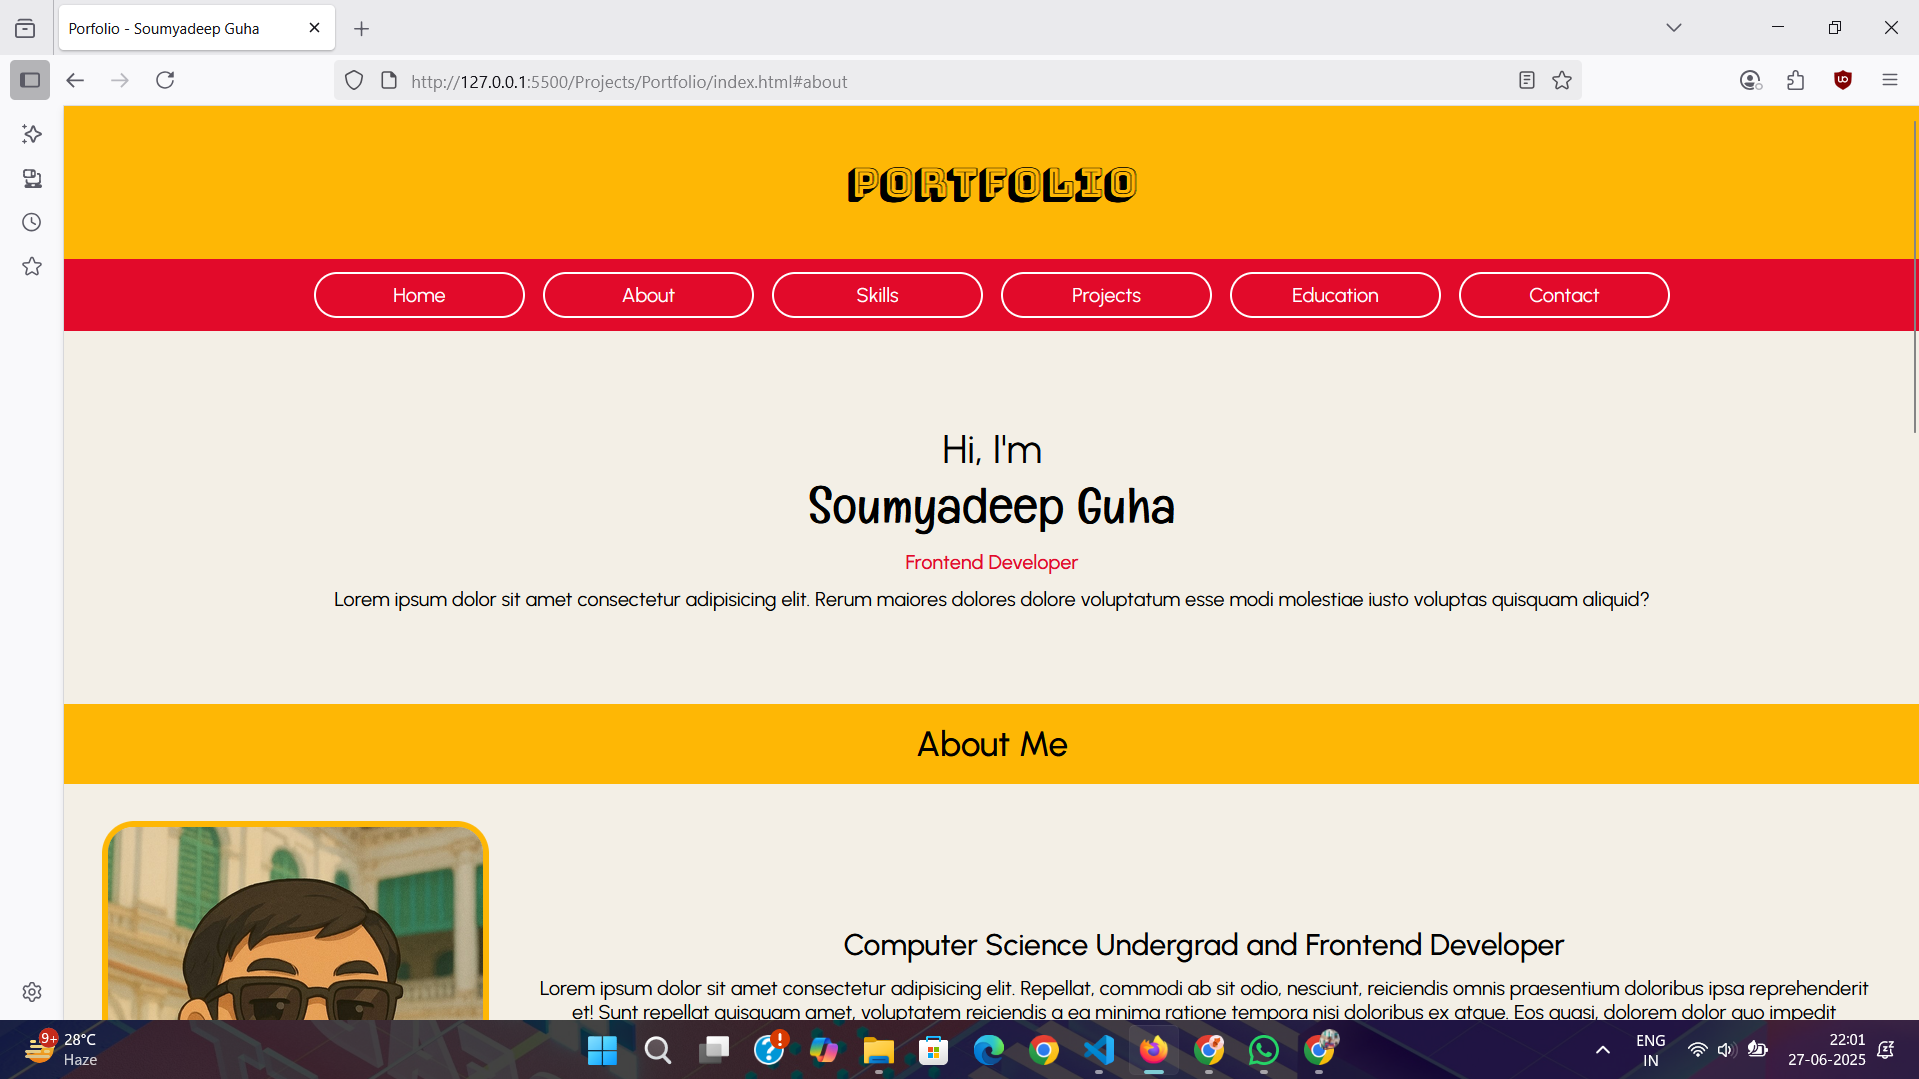 Porfolio - Soumyadeep Guha
http://127.0.0.1:5500/Projects/Portfolio/index.html#about
PORTFOLIO
Home
About
Skills
Projects
Education
Contact
Hi, I'm
Soumyadeep Guha
Frontend Developer
Lorem ipsum dolor sit amet consectetur adipisicing elit. Rerum maiores dolores dolore voluptatum esse modi molestiae iusto voluptas quisquam aliquid?
About Me
Computer Science Undergrad and Frontend Developer
Lorem ipsum dolor sit amet consectetur adipisicing elit. Repellat, commodi ab sit odio, nesciunt, reiciendis omnis praesentium doloribus ipsa reprehenderit
et! Sunt repellat quisquam amet, voluptatem reiciendis a ea minima ratione tempora nisi doloribus ex atque. Eos quasi, dolorem dolor quo impedit
9+
28°C
Haze
ENG
IN
22:01
27-06-2025